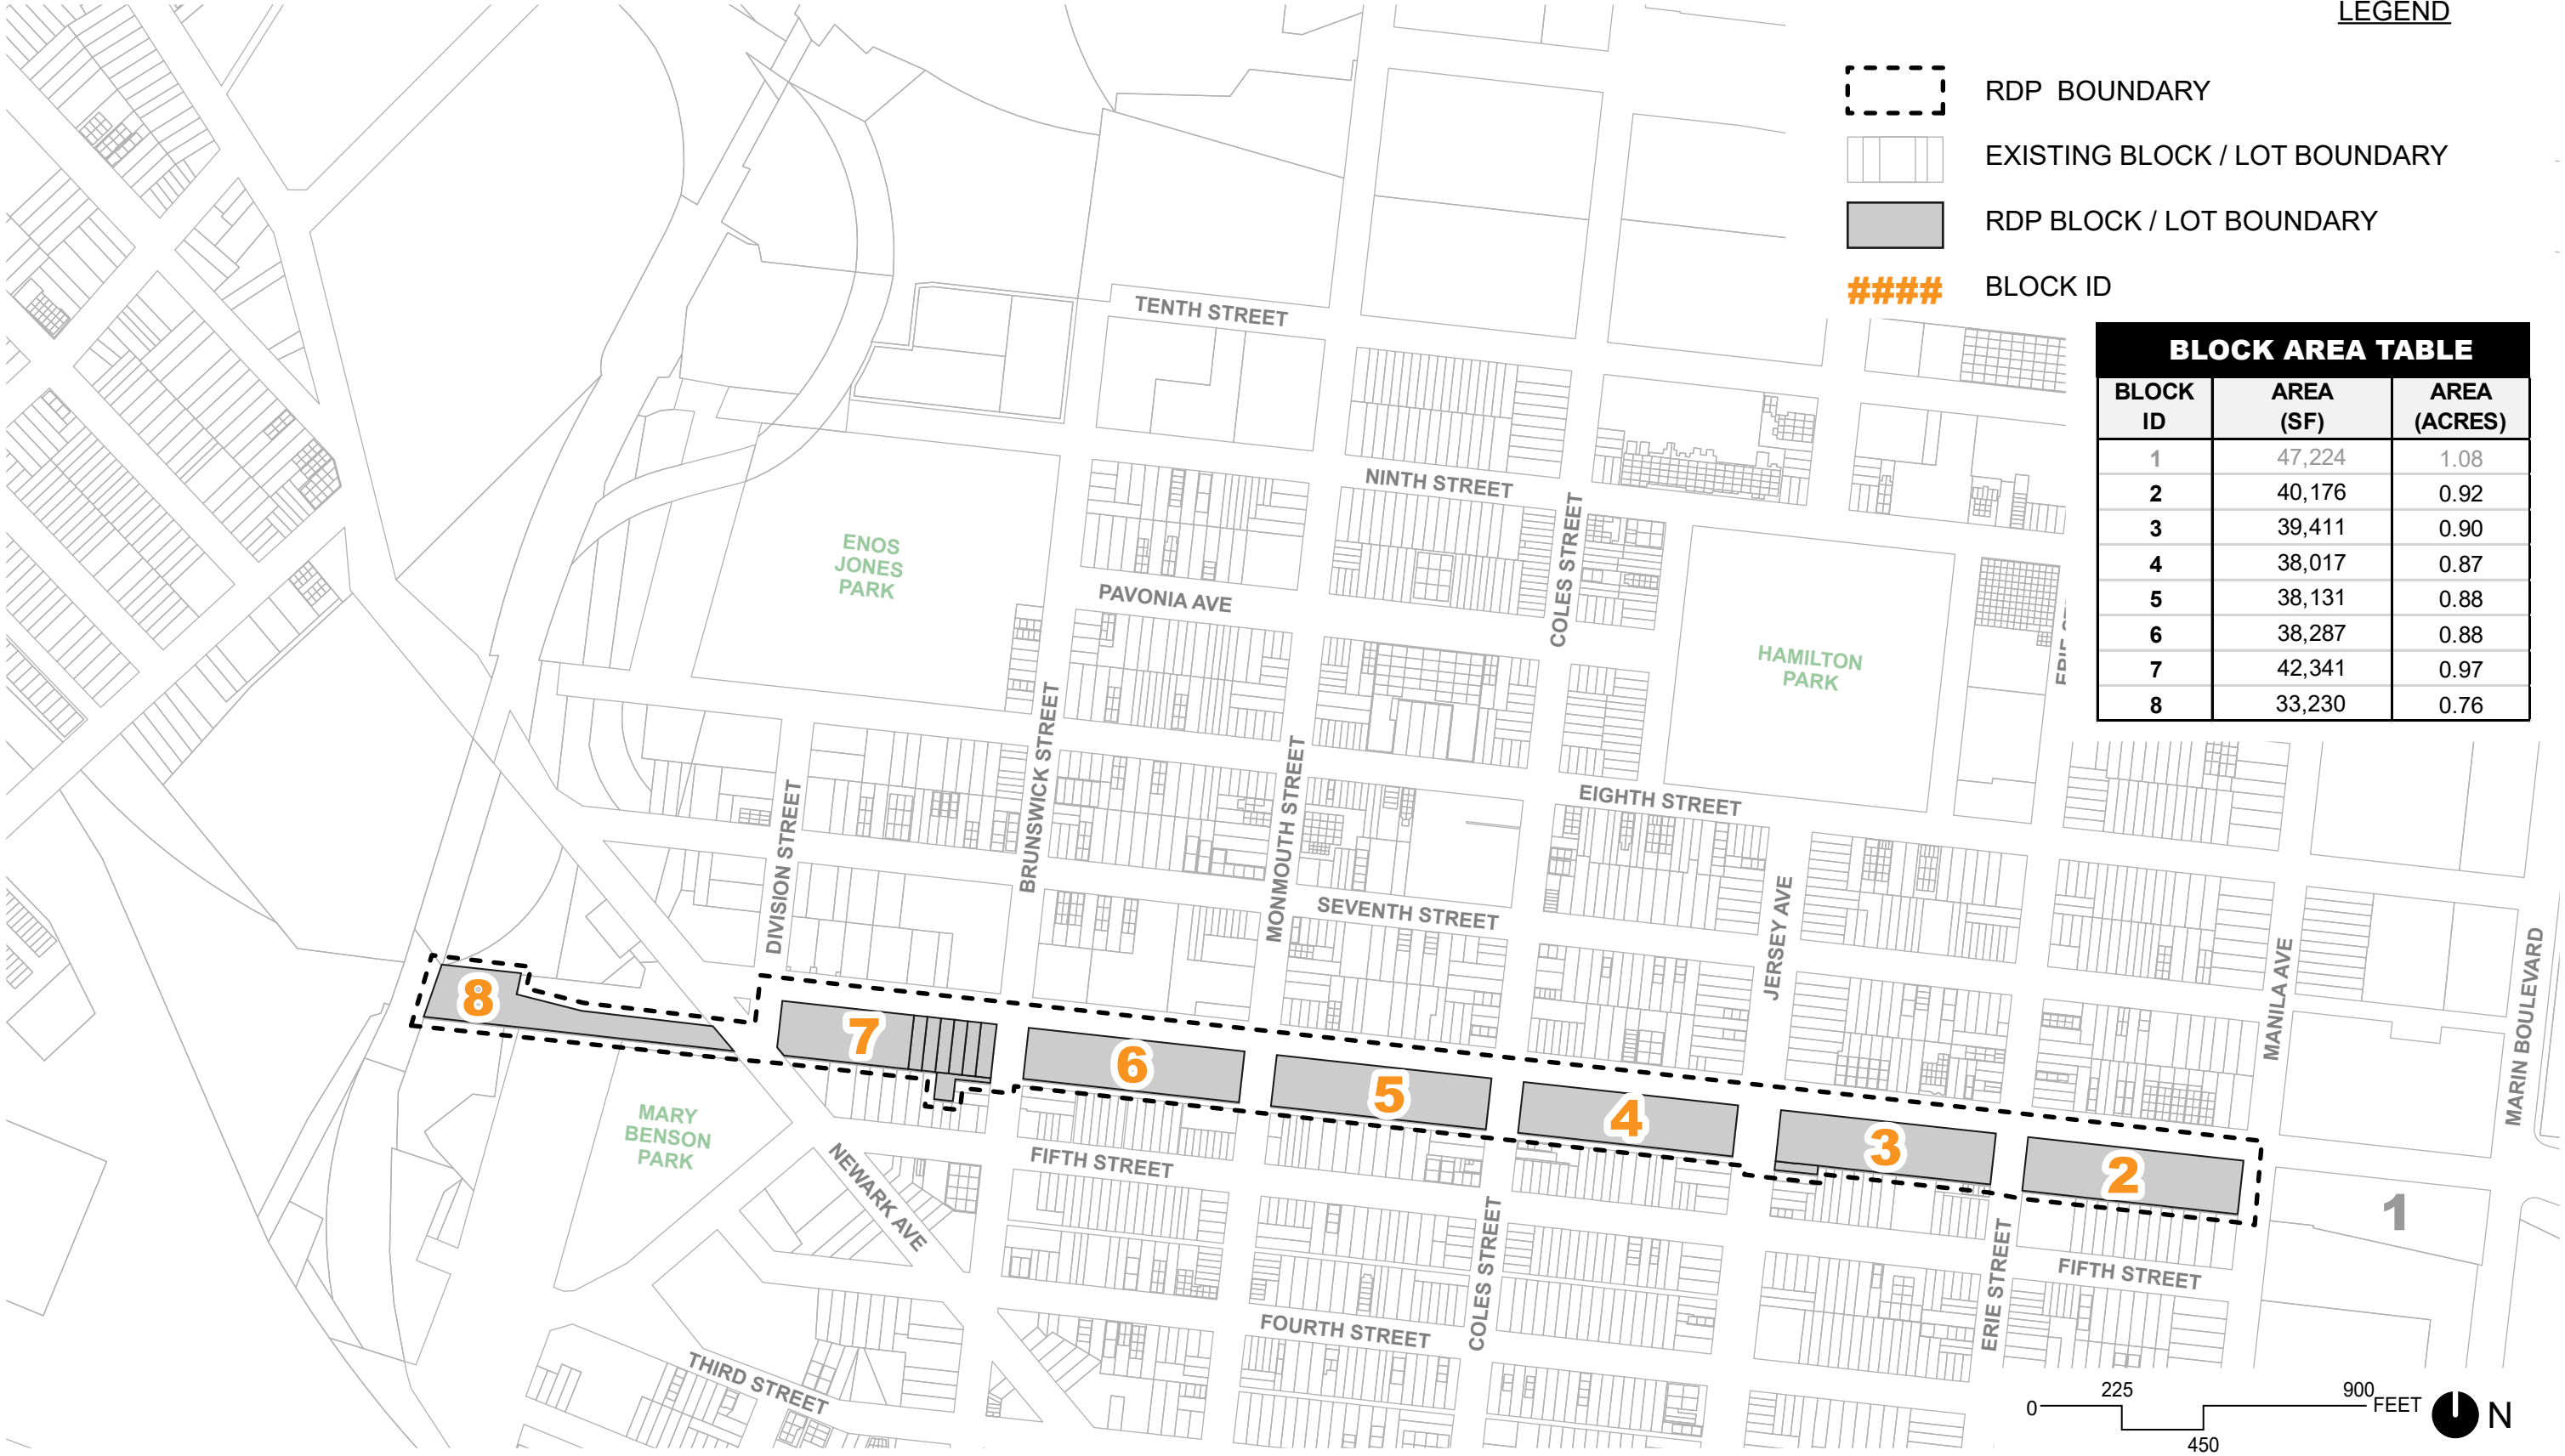 LEGEND
RDP BOUNDARY
EXISTING BLOCK / LOT BOUNDARY
RDP BLOCK / LOT BOUNDARY
#### BLOCK ID
BLOCK AREA TABLE
BLOCK ID AREA (SF) AREA (ACRES)
1 47,224 1.08
2 40,176 0.92
3 39,411 0.90
4 38,017 0.87
5 38,131 0.88
6 38,287 0.88
7 42,341 0.97
8 33,230 0.76
TENTH STREET
NINTH STREET
COLES STREET
ENOS
JONES
PARK
PAVONIA AVE
HAMILTON
PARK
BRUNSWICK STREET
MONMOUTH STREET
DIVISION STREET
EIGHTH STREET
SEVENTH STREET
JERSEY AVE
MANILA AVE
MARIN BOULEVARD
8
7
6
5
4
3
2
1
MARY
BENSON
PARK
NEWARK AVE
FIFTH STREET
COLES STREET
ERIE STREET
FIFTH STREET
FOURTH STREET
THIRD STREET
0 225 450 900 FEET
N